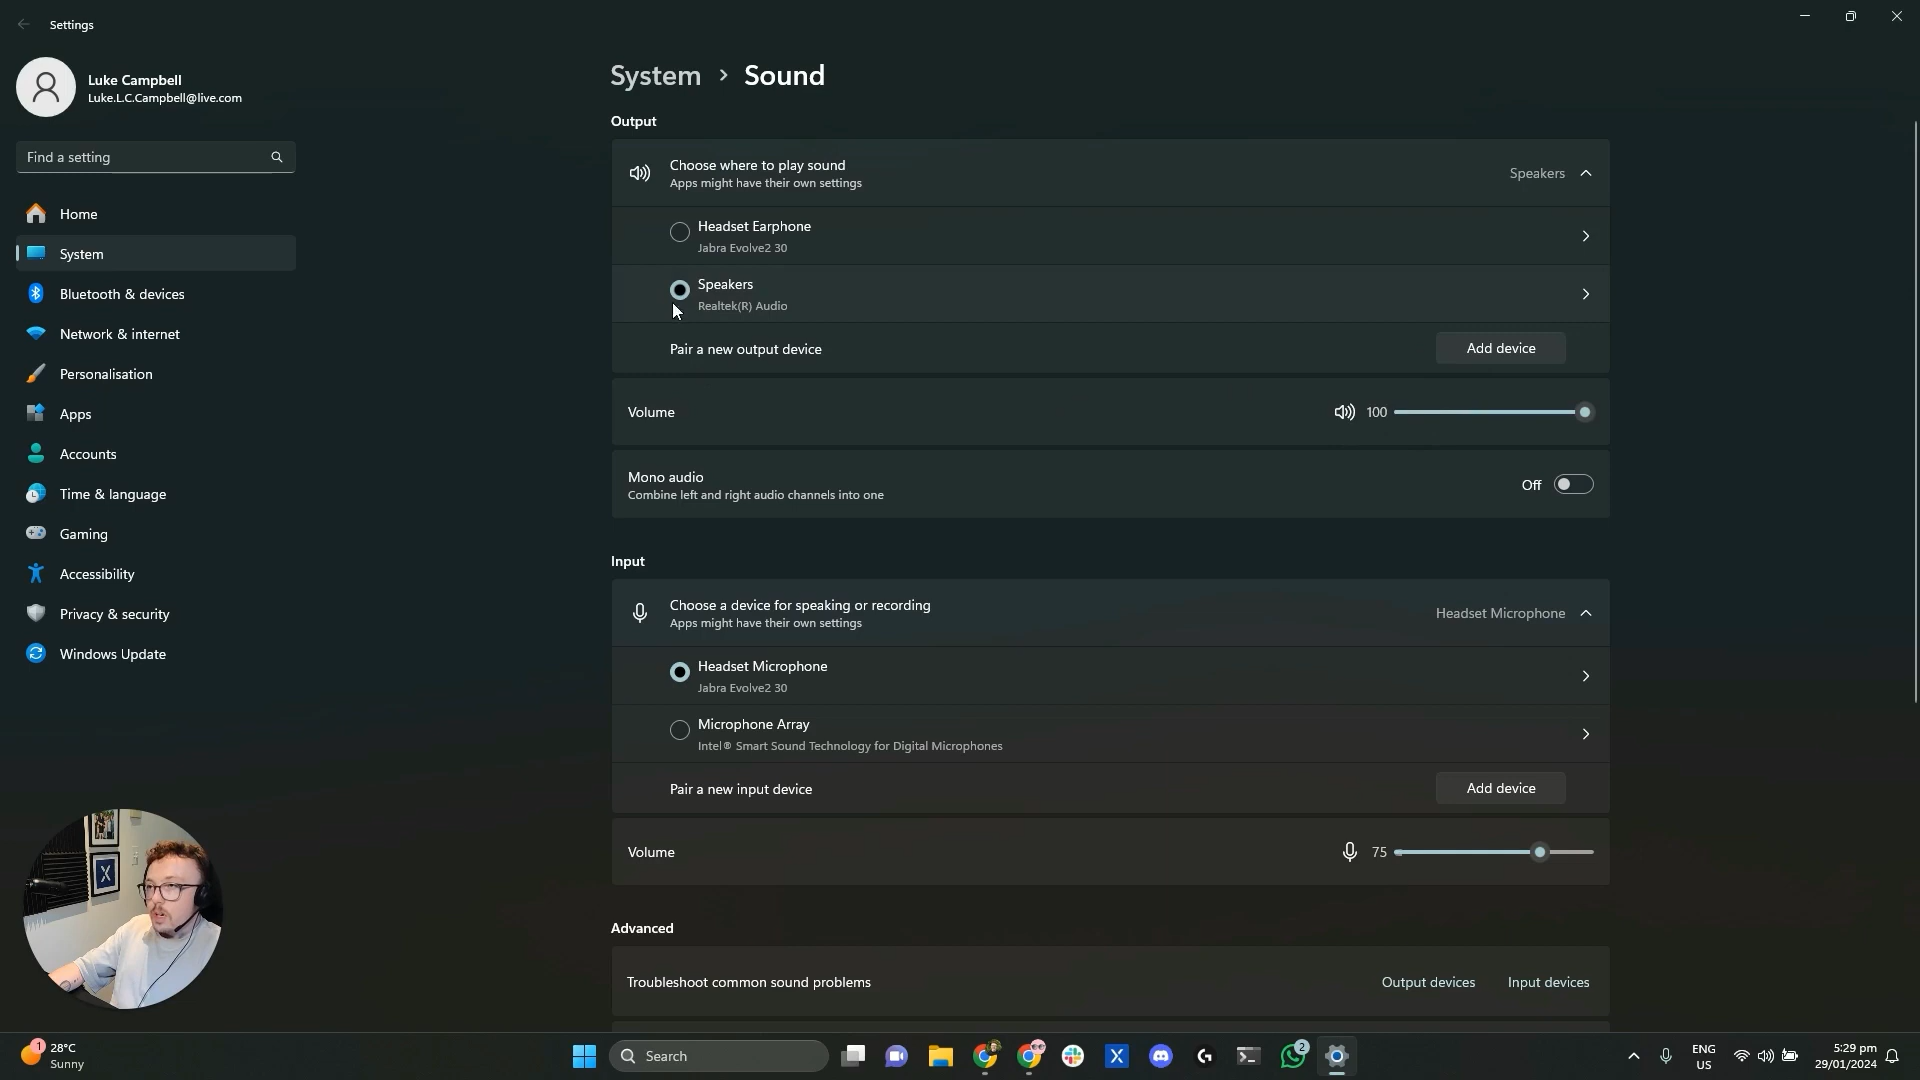 Settings
Luke Campbell
Luke.L.C.Campbell@live.com
Find a setting
Home
System
Bluetooth & devices
Network & internet
Personalisation
Apps
Accounts
Time & language
Gaming
Accessibility
Privacy & security
Windows Update
System › Sound
Output
Choose where to play sound
Apps might have their own settings
Speakers
Headset Earphone
Jabra Evolve2 30
Speakers
Realtek(R) Audio
Pair a new output device
Add device
Volume
100
Mono audio
Combine left and right audio channels into one
Off
Input
Choose a device for speaking or recording
Apps might have their own settings
Headset Microphone
Headset Microphone
Jabra Evolve2 30
Microphone Array
Intel® Smart Sound Technology for Digital Microphones
Pair a new input device
Add device
Volume
75
Advanced
Troubleshoot common sound problems
Output devices
Input devices
1
28°C
Sunny
Search
X
2
ENG
US
5:29 pm
29/01/2024